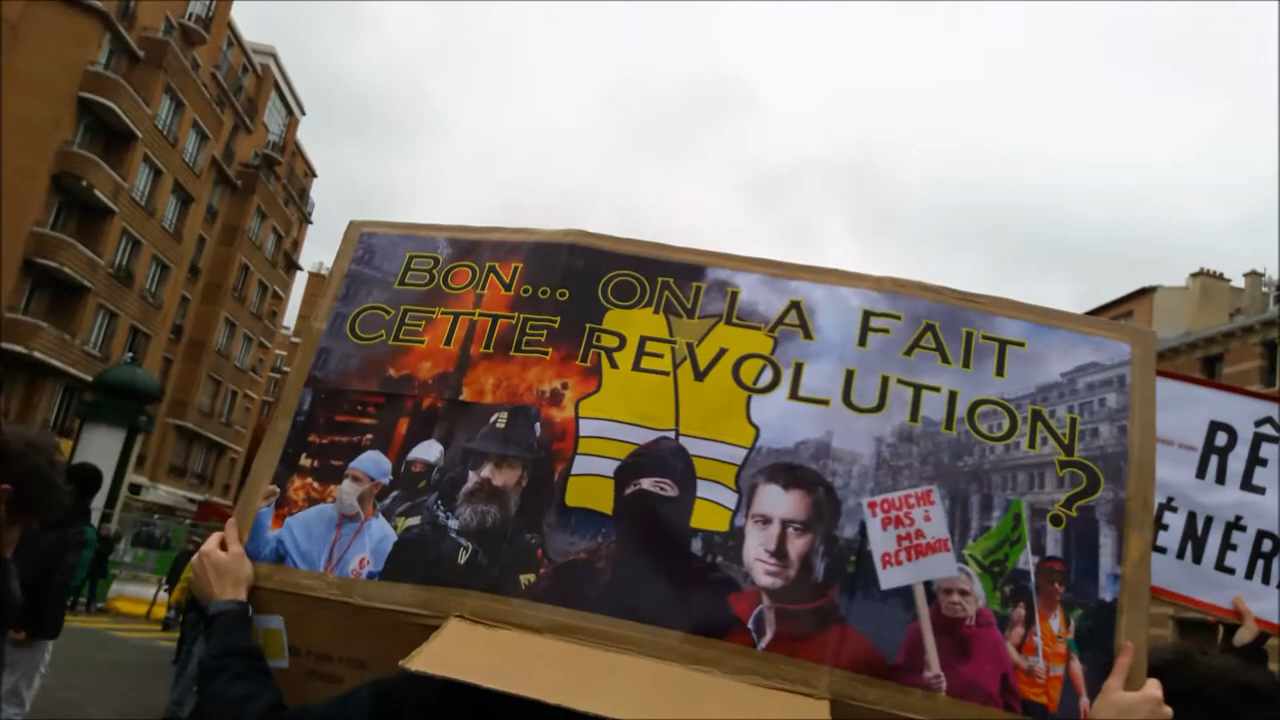 BON... ON LA FAIT
CETTE REVOLUTION
?
TOUCHE
PAS à
MA
RETRAITE
RÊ
ÉNÉR